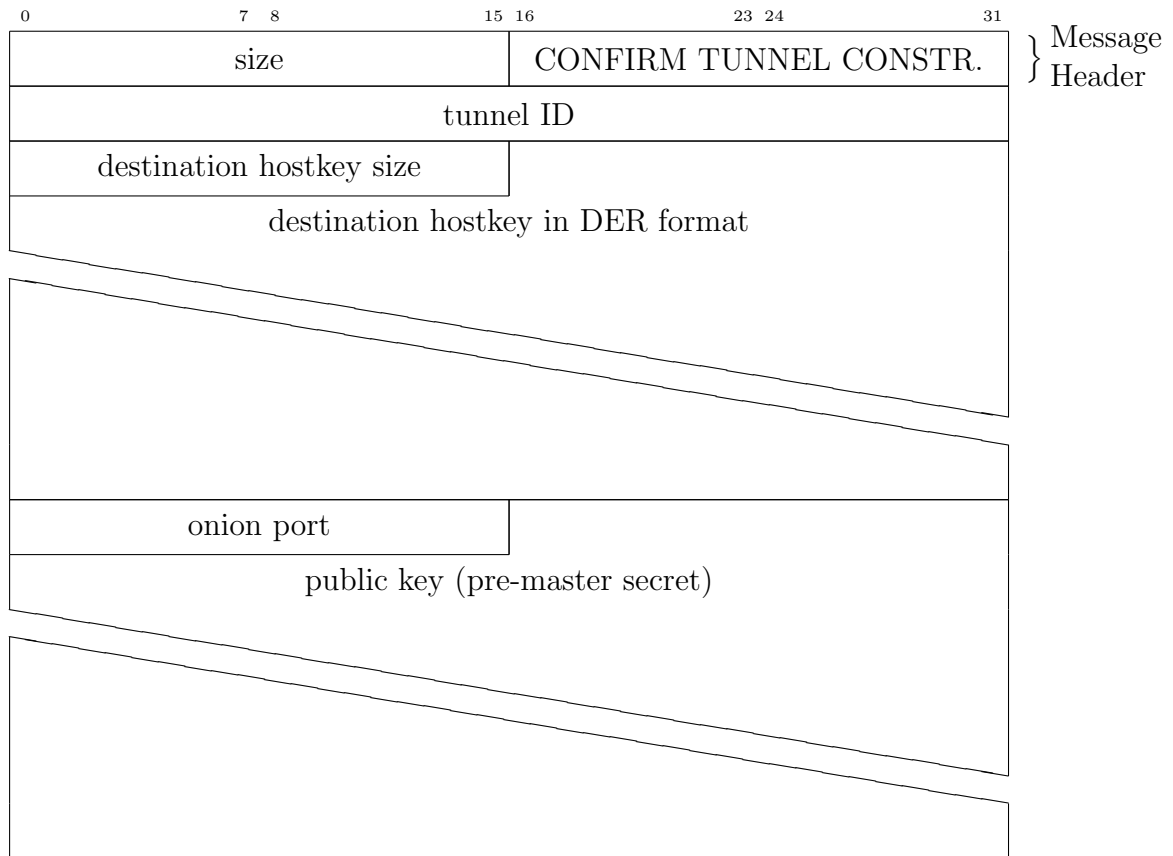 0 7 8 15 16 23 24 31
size CONFIRM TUNNEL CONSTR. Message
Header
tunnel ID
destination hostkey size
destination hostkey in DER format
onion port
public key (pre-master secret)